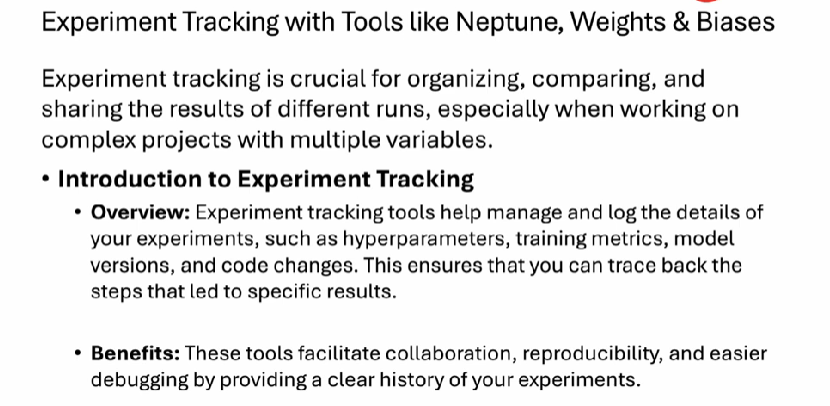 Experiment Tracking with Tools like Neptune, Weights & Biases
Experiment tracking is crucial for organizing, comparing, and
sharing the results of different runs, especially when working on
complex projects with multiple variables.
• Introduction to Experiment Tracking
• Overview: Experiment tracking tools help manage and log the details of
your experiments, such as hyperparameters, training metrics, model
versions, and code changes. This ensures that you can trace back the
steps that led to specific results.
• Benefits: These tools facilitate collaboration, reproducibility, and easier
debugging by providing a clear history of your experiments.